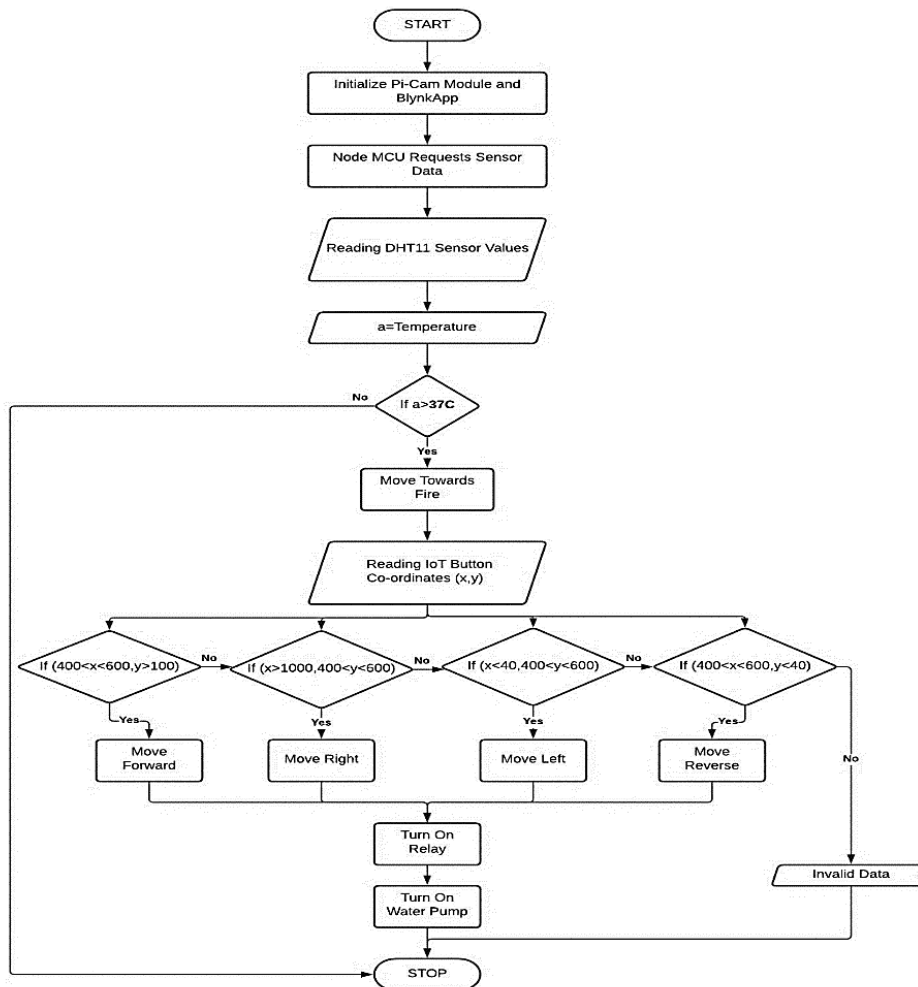 START
Initialize Pi-Cam Module and
BlynkApp
Node MCU Requests Sensor
Data
Reading DHT11 Sensor Values
a=Temperature
No
If a>37C
Yes
Move Towards
Fire
Reading IoT Button
Co-ordinates (x,y)
If (400<x<600,y>100)
No
If (x>1000,400<y<600)
No
If (x<40,400<y<600)
No
If (400<x<600,y<40)
Yes
Yes
Yes
Yes
No
Move
Forward
Move Right
Move Left
Move
Reverse
Turn On
Relay
Invalid Data
Turn On
Water Pump
STOP